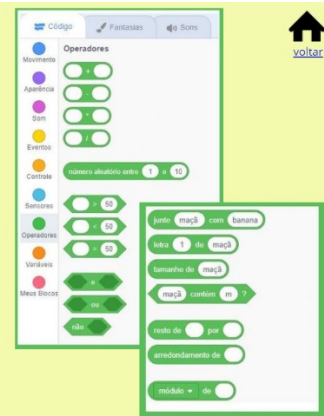 Código Fantasias Sons
voltar
Operadores
Movimento
Aparência
Som
Eventos
Controle
Sensores
Operadores
Variáveis
Meus Blocos
+
-
*
/
número aleatório entre 1 e 10
> 50
< 50
= 50
e
ou
não
junte maçã com banana
letra 1 de maçã
tamanho de maçã
maçã contém m ?
resto de por
arredondamento de
módulo de